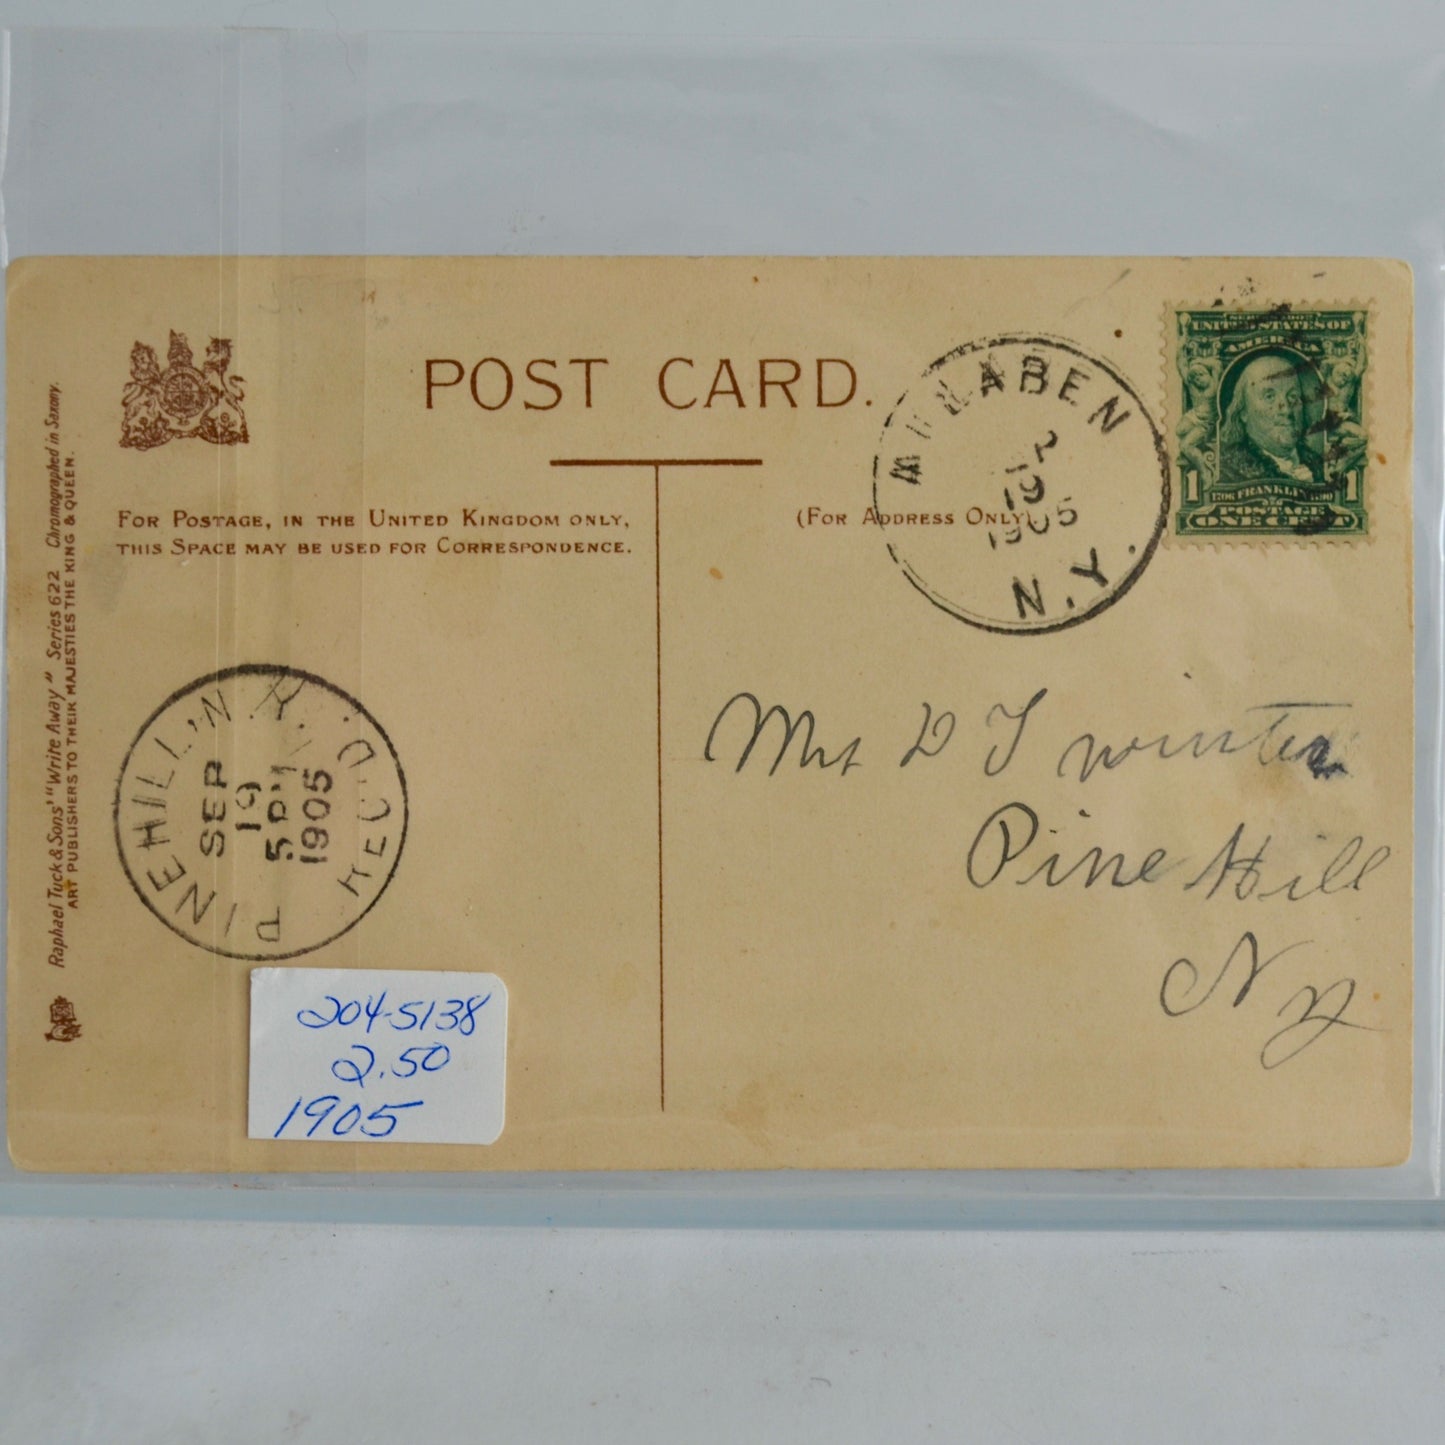 POST CARD.
FOR POSTAGE, IN THE UNITED KINGDOM ONLY,
THIS SPACE MAY BE USED FOR CORRESPONDENCE.
(FOR ADDRESS ONLY)
Raphael Tuck & Sons' "Write Away" Series 622 Chromographed in Saxony.
ART PUBLISHERS TO THEIR MAJESTIES THE KING & QUEEN.
N.Y.
19
1905
SERIES 1902
UNITED STATES OF
AMERICA
1 1706 FRANKLIN 1790 1
POSTAGE
ONE CENT
PINEHILL, N.Y. REC'D.
SEP
19
5 PM
1905
Mrs D T winter
Pine Hill
N y
204-5138
2.50
1905